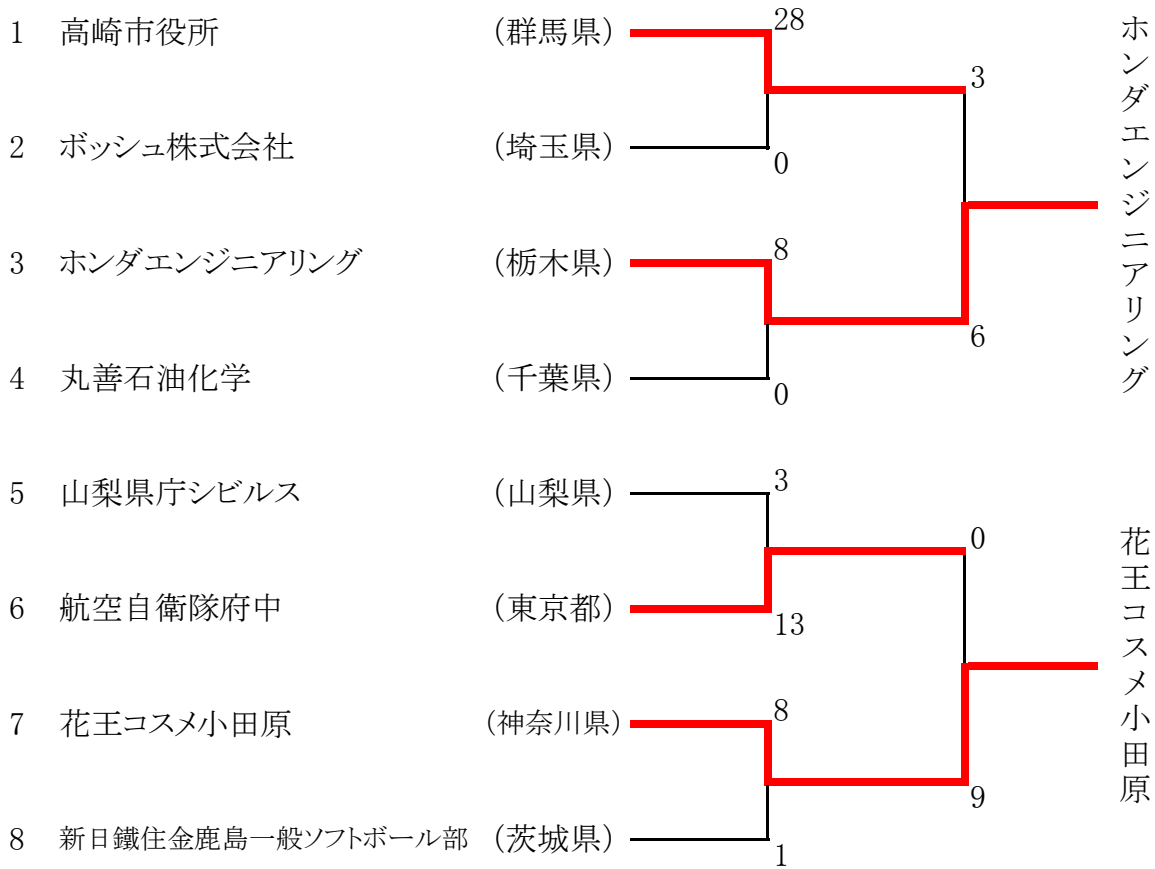 1 高崎市役所 (群馬県) 28
3
2 ボッシュ株式会社 (埼玉県) 0
3 ホンダエンジニアリング (栃木県) 8
6
4 丸善石油化学 (千葉県) 0
ホンダエンジニアリング
5 山梨県庁シビルス (山梨県) 3
0
6 航空自衛隊府中 (東京都) 13
7 花王コスメ小田原 (神奈川県) 8
9
8 新日鐵住金鹿島一般ソフトボール部 (茨城県) 1
花王コスメ小田原